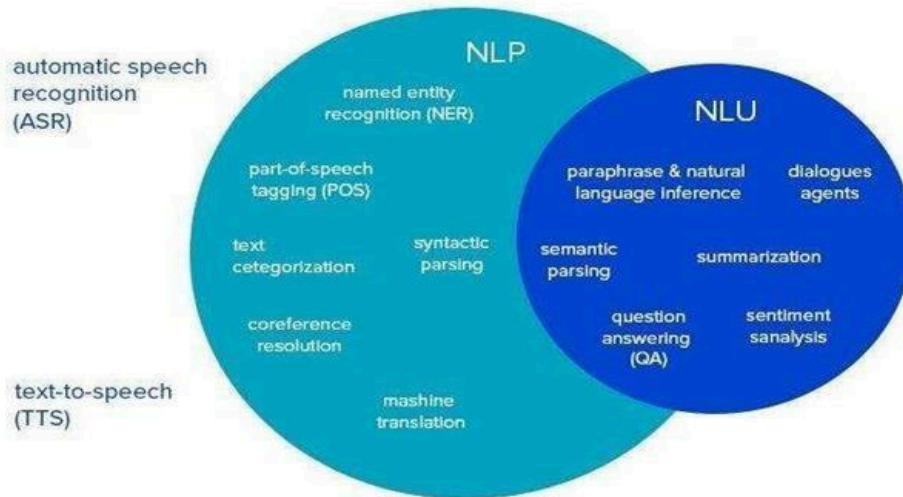 automatic speech
recognition
(ASR)
NLP
named entity
recognition (NER)
part-of-speech
tagging (POS)
text
cetegorization
syntactic
parsing
coreference
resolution
mashine
translation
text-to-speech
(TTS)
NLU
paraphrase & natural
language inference
dialogues
agents
semantic
parsing
summarization
question
answering
(QA)
sentiment
sanalysis